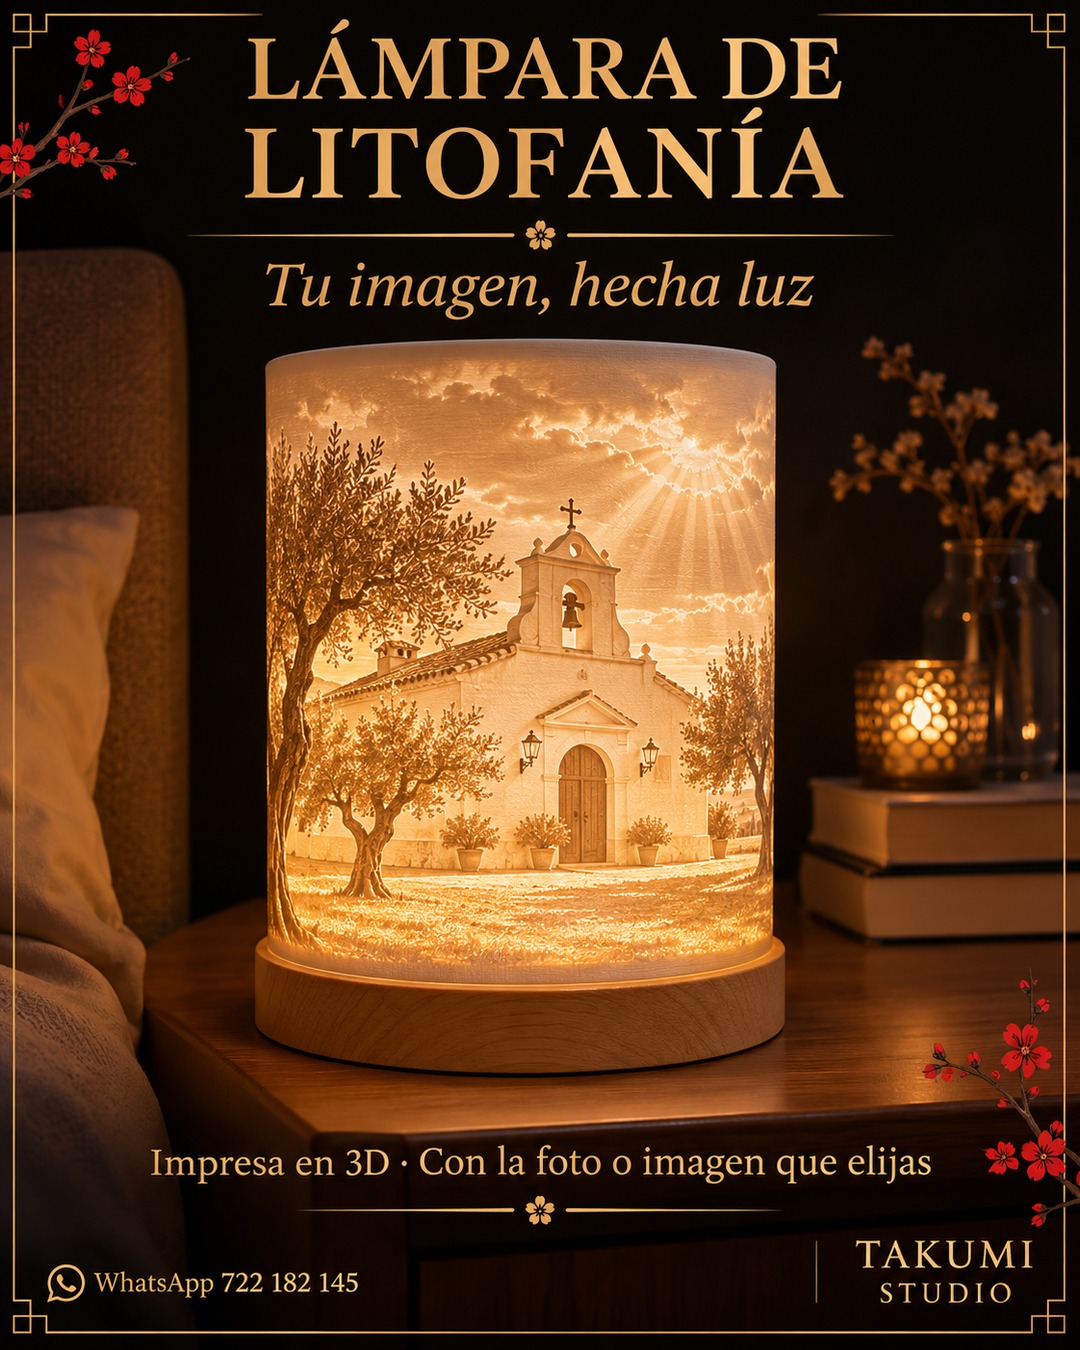 LÁMPARA DE
LITOFANÍA
Tu imagen, hecha luz
Impresa en 3D · Con la foto o imagen que elijas
WhatsApp 722 182 145
TAKUMI
STUDIO